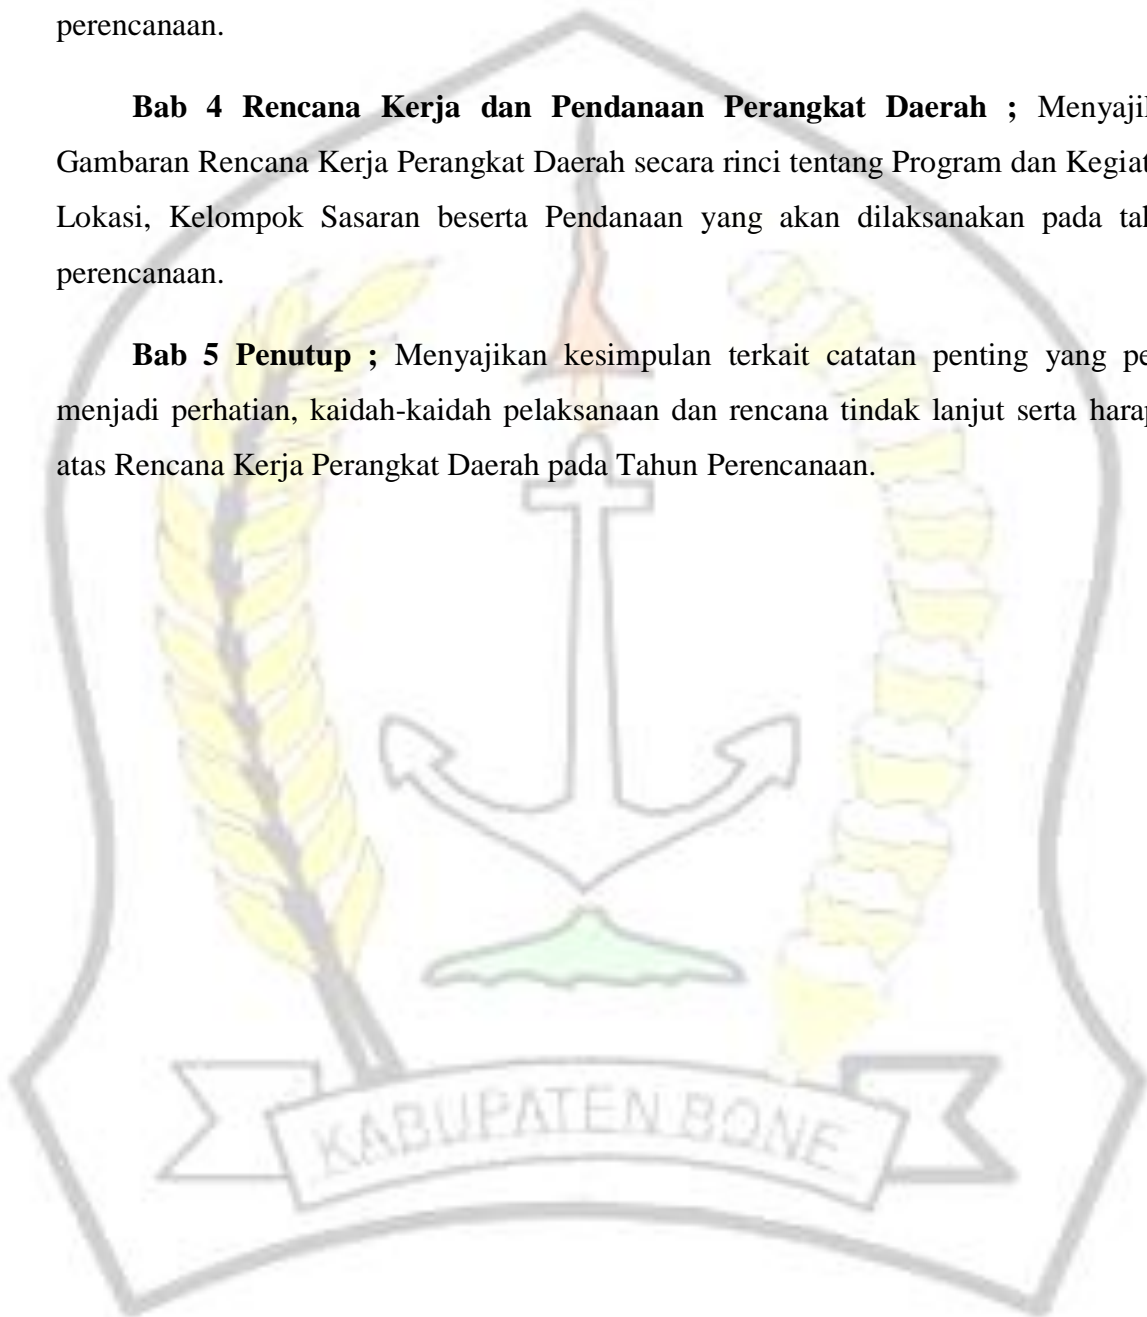 perencanaan.
Bab 4 Rencana Kerja dan Pendanaan Perangkat Daerah ; Menyajik
Gambaran Rencana Kerja Perangkat Daerah secara rinci tentang Program dan Kegiat
Lokasi, Kelompok Sasaran beserta Pendanaan yang akan dilaksanakan pada tah
perencanaan.
Bab 5 Penutup ; Menyajikan kesimpulan terkait catatan penting yang per
menjadi perhatian, kaidah-kaidah pelaksanaan dan rencana tindak lanjut serta harap
atas Rencana Kerja Perangkat Daerah pada Tahun Perencanaan.
KABUPATEN BONE